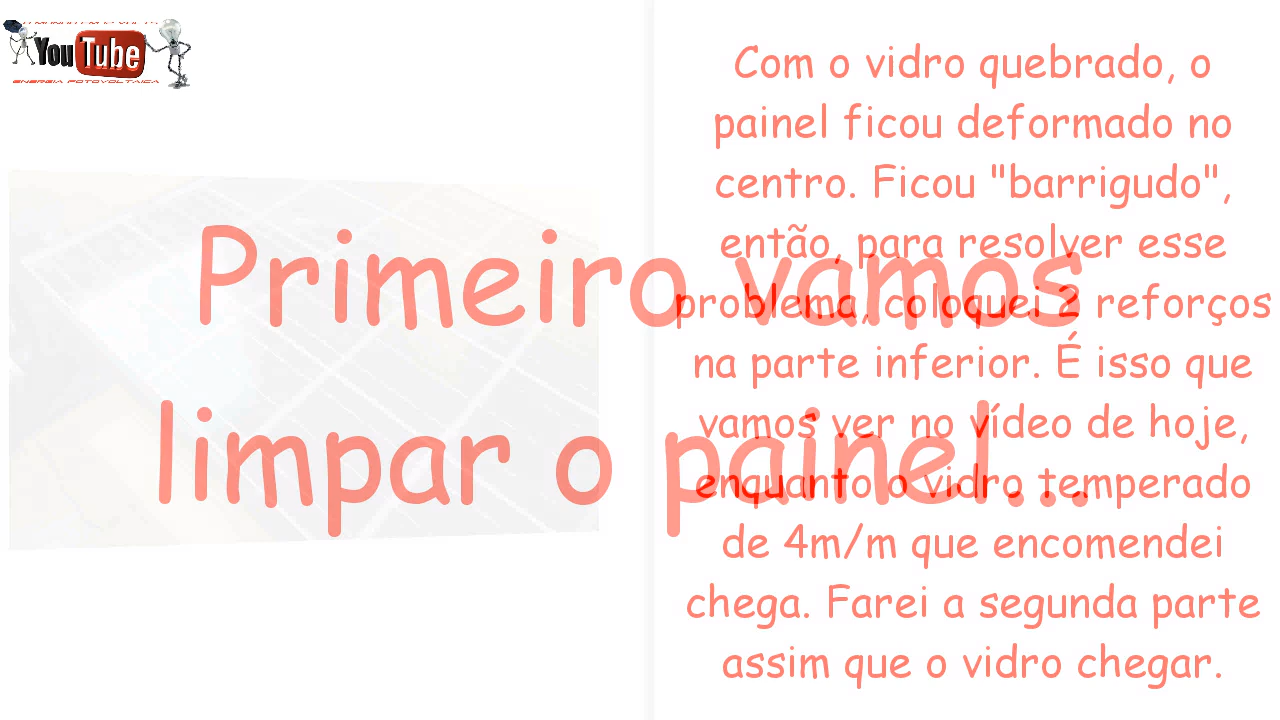 YouTube
ENERGIA FOTOVOLTAICA
Primeiro vamos
limpar o painel...
Com o vidro quebrado, o
painel ficou deformado no
centro. Ficou "barrigudo",
então, para resolver esse
problema, coloquei 2 reforços
na parte inferior. É isso que
vamos ver no vídeo de hoje,
enquanto o vidro temperado
de 4m/m que encomendei
chega. Farei a segunda parte
assim que o vidro chegar.